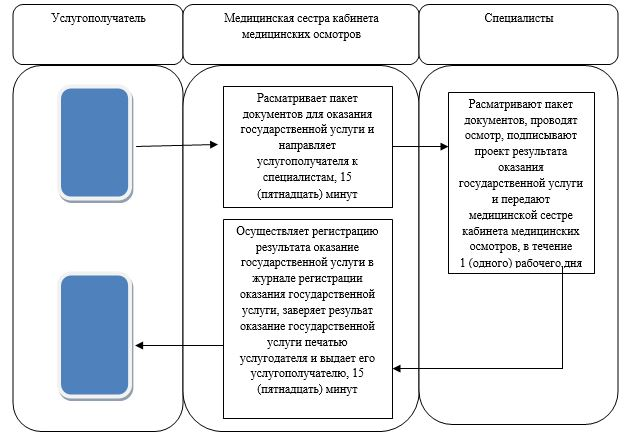 Услугополучатель
Медицинская сестра кабинета
медицинских осмотров
Специалисты
Расматривает пакет
документов для оказания
государственной услуги и
направляет
услугополучателя к
специалистам, 15
(пятнадцать) минут
Расматривают пакет
документов, проводят
осмотр, подписывают
проект результата
оказания
государственной услуги
и передают
медицинской сестре
кабинета медицинских
осмотров, в течение
1 (одного) рабочего дня
Осуществляет регистрацию
результата оказание
государственной услуги в
журнале регистрации
оказания государственной
услуги, заверяет резульат
оказание государственной
услуги печатью
услугодателя и выдает его
услугополучателю, 15
(пятнадцать) минут